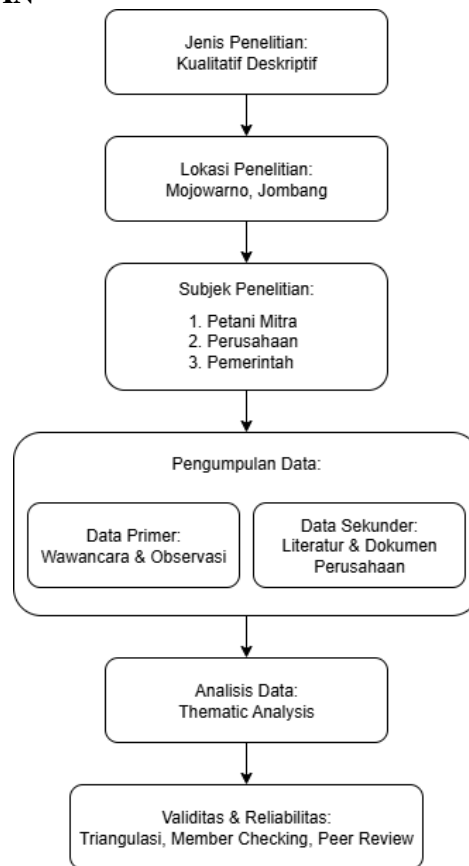 Jenis Penelitian:
Kualitatif Deskriptif
Lokasi Penelitian:
Mojowarno, Jombang
Subjek Penelitian:
1. Petani Mitra
2. Perusahaan
3. Pemerintah
Pengumpulan Data:
Data Primer:
Wawancara & Observasi
Data Sekunder:
Literatur & Dokumen
Perusahaan
Analisis Data:
Thematic Analysis
Validitas & Reliabilitas:
Triangulasi, Member Checking, Peer Review